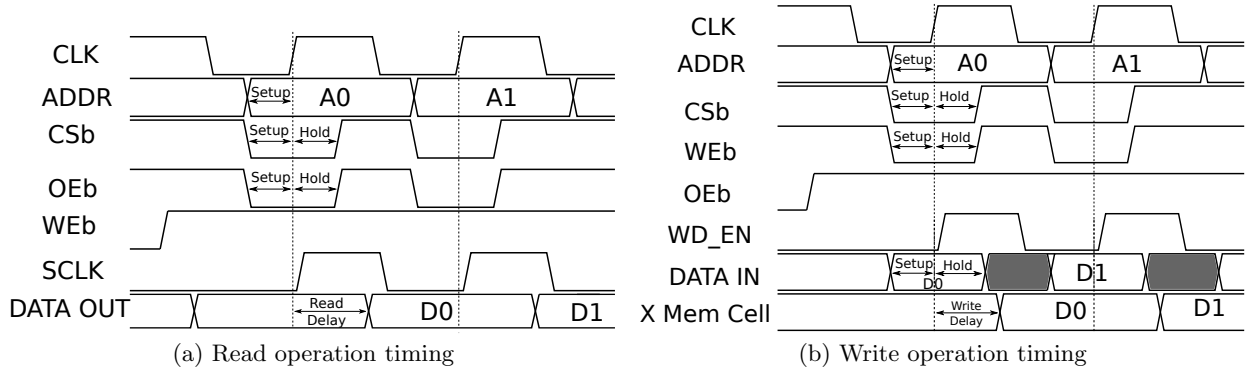 CLK
ADDR
Setup
A0
A1
CSb
Setup
Hold
OEb
Setup
Hold
WEb
SCLK
DATA OUT
Read
Delay
D0
D1
(a) Read operation timing
CLK
ADDR
Setup
A0
A1
CSb
Setup
Hold
WEb
Setup
Hold
OEb
WD_EN
DATA IN
Setup
Hold
D0
D1
X Mem Cell
Write
Delay
D0
D1
(b) Write operation timing